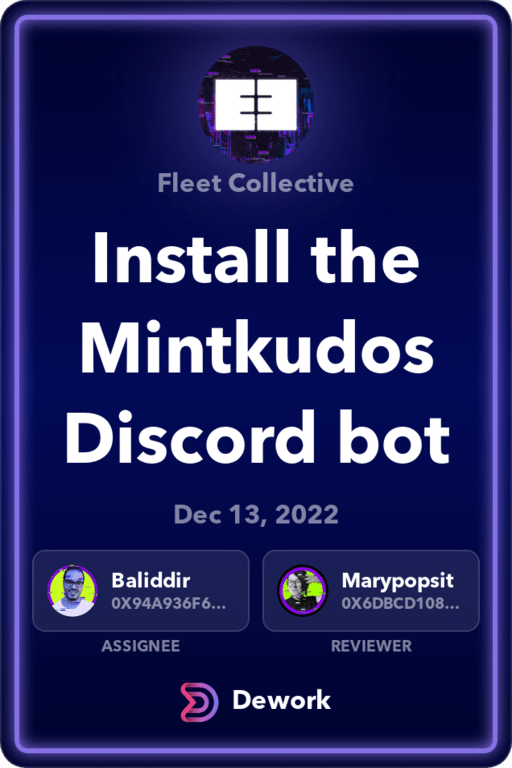 Fleet Collective
Install the
Mintkudos
Discord bot
Dec 13, 2022
Baliddir
0X94A936F6...
ASSIGNEE
Marypopsit
0X6DBCD108...
REVIEWER
Dework